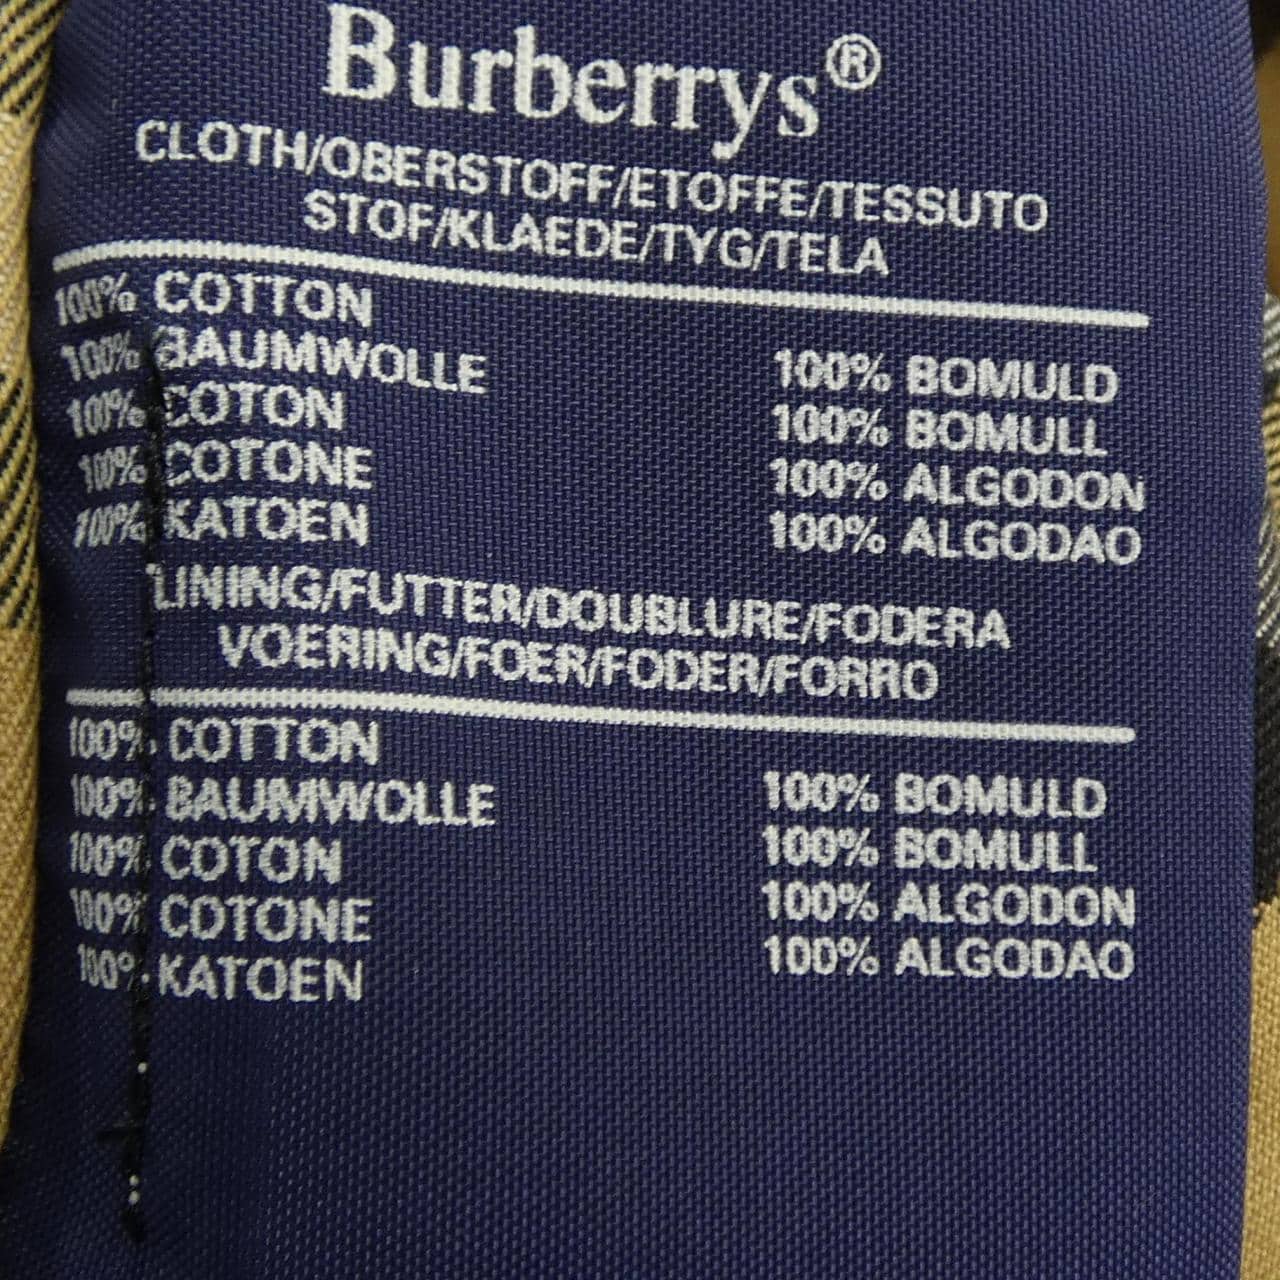 Burberrys®
CLOTH/OBERSTOFF/ETOFFE/TESSUTO
STOF/KLAEDE/TYG/TELA
100% COTTON
100% BAUMWOLLE
100% COTON
100% COTONE
100% KATOEN
100% BOMULD
100% BOMULL
100% ALGODON
100% ALGODAO
LINING/FUTTER/DOUBLURE/FODERA
VOERING/FOER/FODER/FORRO
100% COTTON
100% BAUMWOLLE
100% COTON
100% COTONE
100% KATOEN
100% BOMULD
100% BOMULL
100% ALGODON
100% ALGODAO